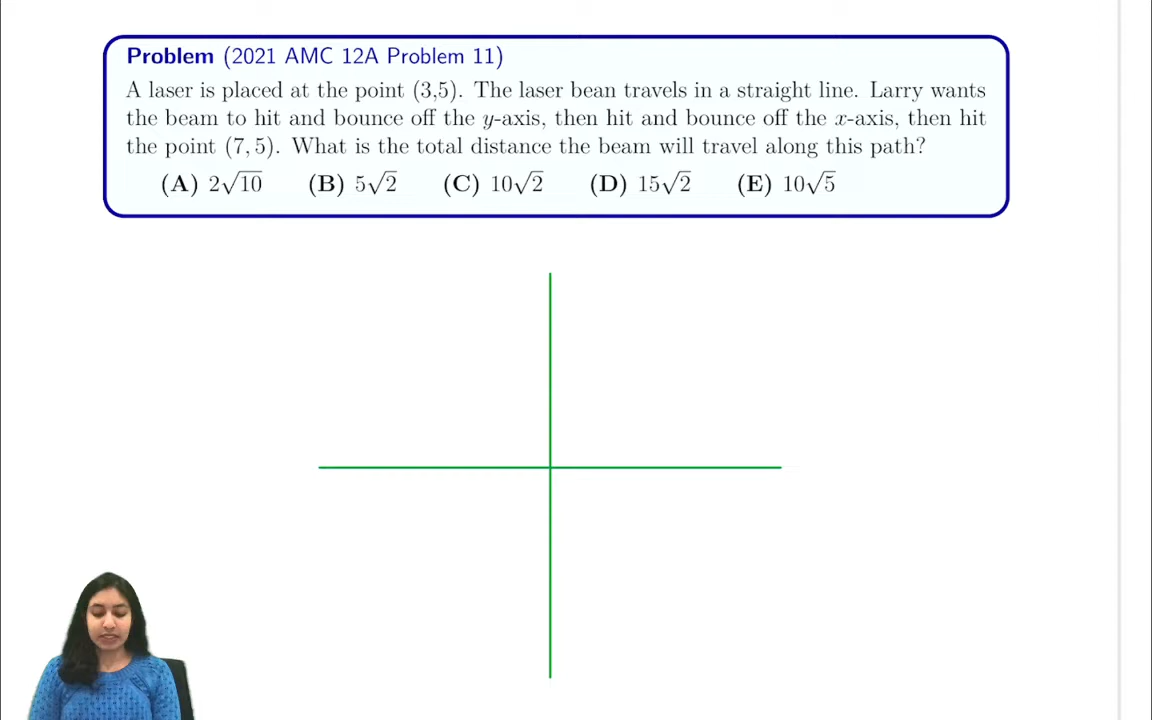 Problem (2021 AMC 12A Problem 11)
A laser is placed at the point (3,5). The laser bean travels in a straight line. Larry wants
the beam to hit and bounce off the y-axis, then hit and bounce off the x-axis, then hit
the point (7, 5). What is the total distance the beam will travel along this path?
(A) 2√10 (B) 5√2 (C) 10√2 (D) 15√2 (E) 10√5